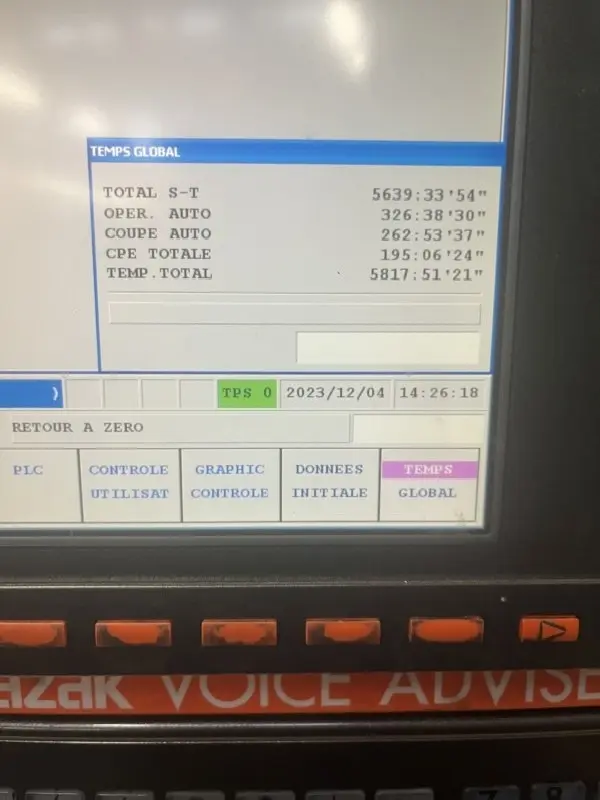 TEMPS GLOBAL
TOTAL S-T 5639:33'54"
OPER. AUTO 326:38'30"
COUPE AUTO 262:53'37"
CPE TOTALE 195:06'24"
TEMP.TOTAL 5817:51'21"
) TPS 0 2023/12/04 14:26:18
RETOUR A ZERO
PLC CONTROLE UTILISAT GRAPHIC CONTROLE DONNEES INITIALE TEMPS GLOBAL
azak VOICE ADVISE
7 8